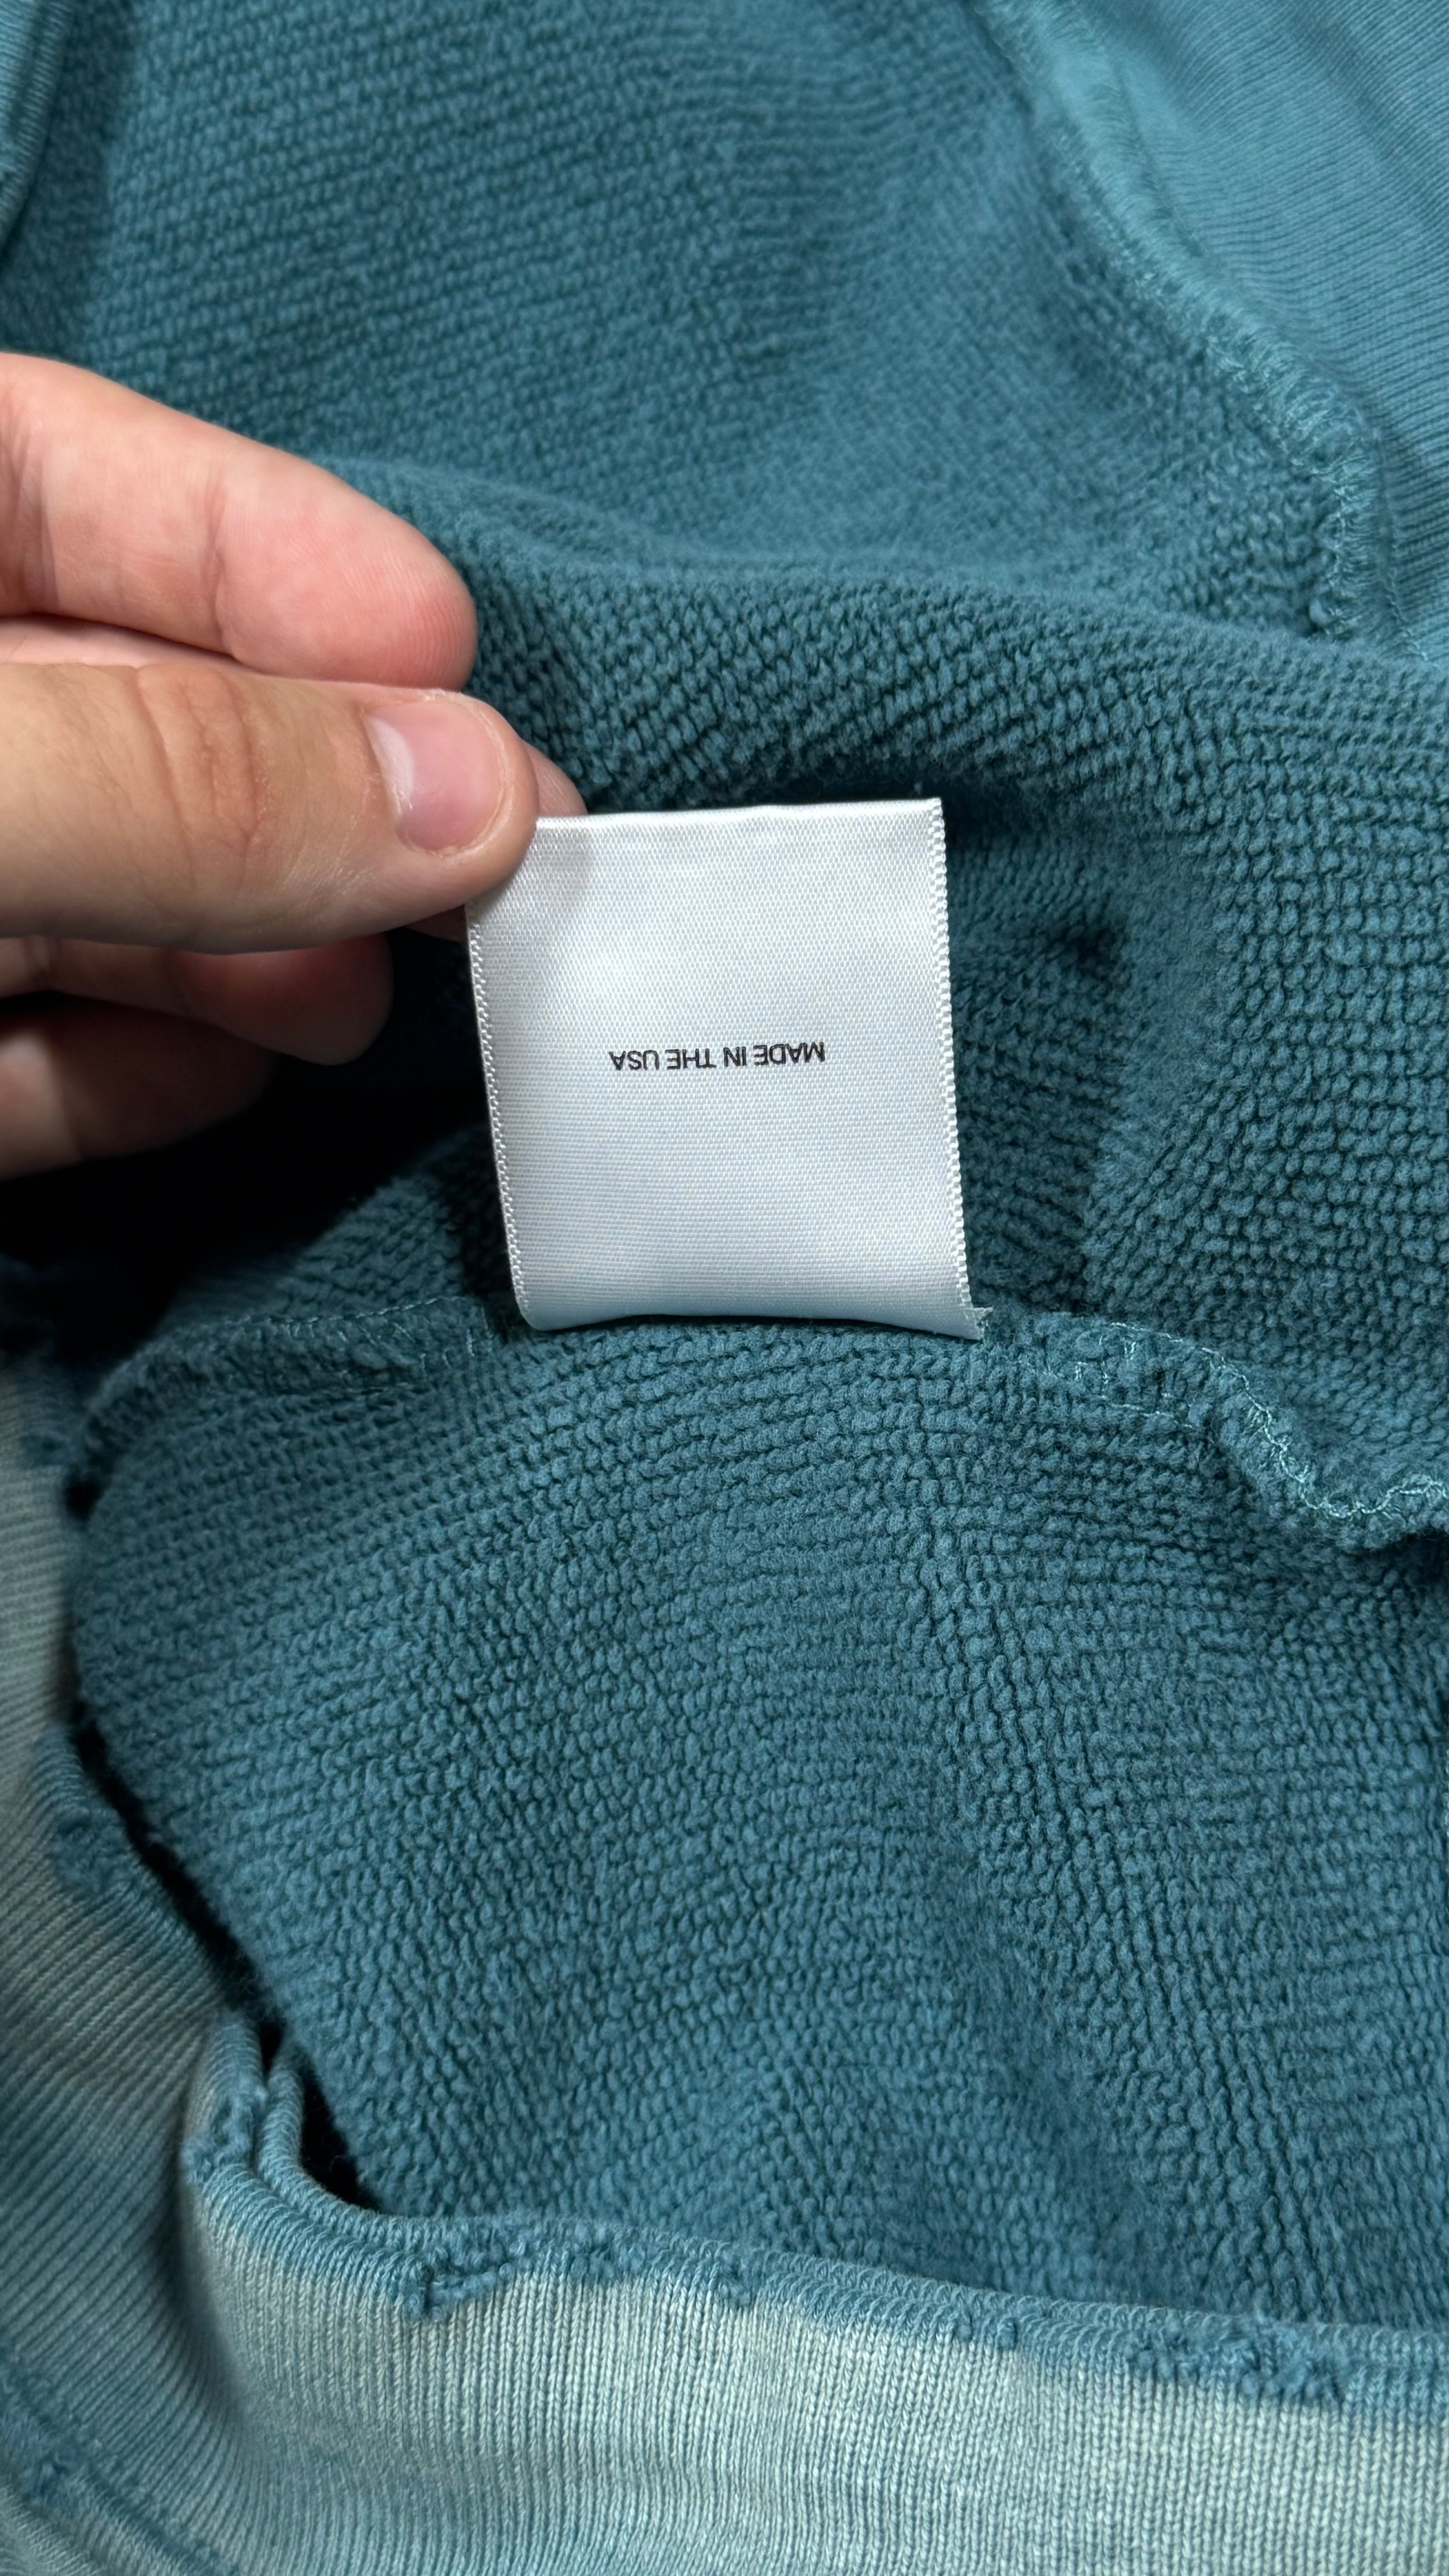 MADE IN THE USA